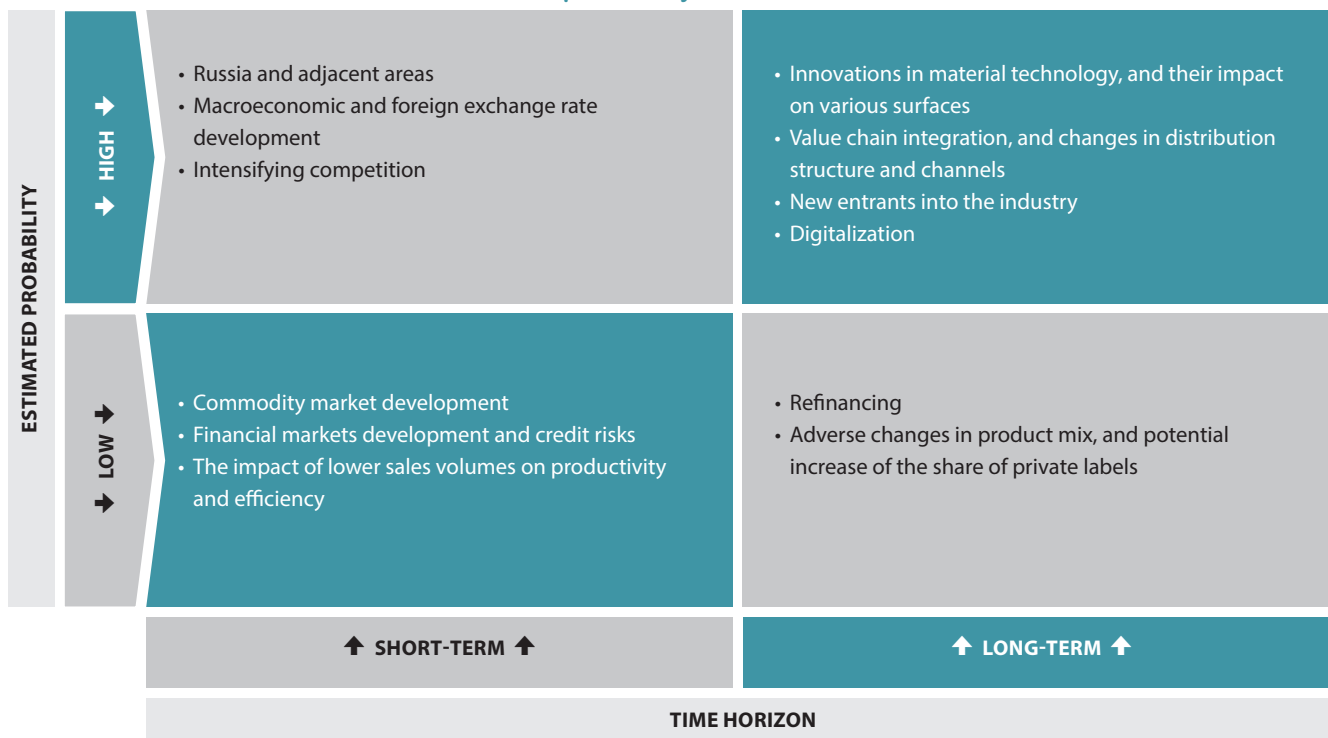 ESTIMATED PROBABILITY
HIGH
• Russia and adjacent areas
• Macroeconomic and foreign exchange rate
development
• Intensifying competition
• Innovations in material technology, and their impact
on various surfaces
• Value chain integration, and changes in distribution
structure and channels
• New entrants into the industry
• Digitalization
LOW
• Commodity market development
• Financial markets development and credit risks
• The impact of lower sales volumes on productivity
and efficiency
• Refinancing
• Adverse changes in product mix, and potential
increase of the share of private labels
SHORT-TERM
LONG-TERM
TIME HORIZON